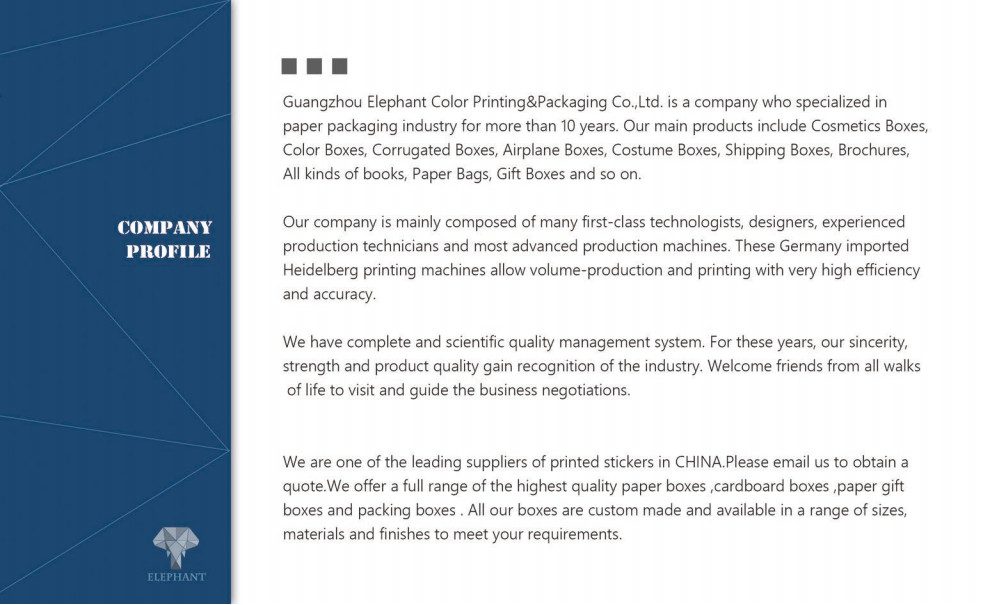 COMPANY
PROFILE
Guangzhou Elephant Color Printing&Packaging Co.,Ltd. is a company who specialized in
paper packaging industry for more than 10 years. Our main products include Cosmetics Boxes,
Color Boxes, Corrugated Boxes, Airplane Boxes, Costume Boxes, Shipping Boxes, Brochures,
All kinds of books, Paper Bags, Gift Boxes and so on.
Our company is mainly composed of many first-class technologists, designers, experienced
production technicians and most advanced production machines. These Germany imported
Heidelberg printing machines allow volume-production and printing with very high efficiency
and accuracy.
We have complete and scientific quality management system. For these years, our sincerity,
strength and product quality gain recognition of the industry. Welcome friends from all walks
of life to visit and guide the business negotiations.
We are one of the leading suppliers of printed stickers in CHINA.Please email us to obtain a
quote.We offer a full range of the highest quality paper boxes ,cardboard boxes ,paper gift
boxes and packing boxes . All our boxes are custom made and available in a range of sizes,
materials and finishes to meet your requirements.
ELEPHANT